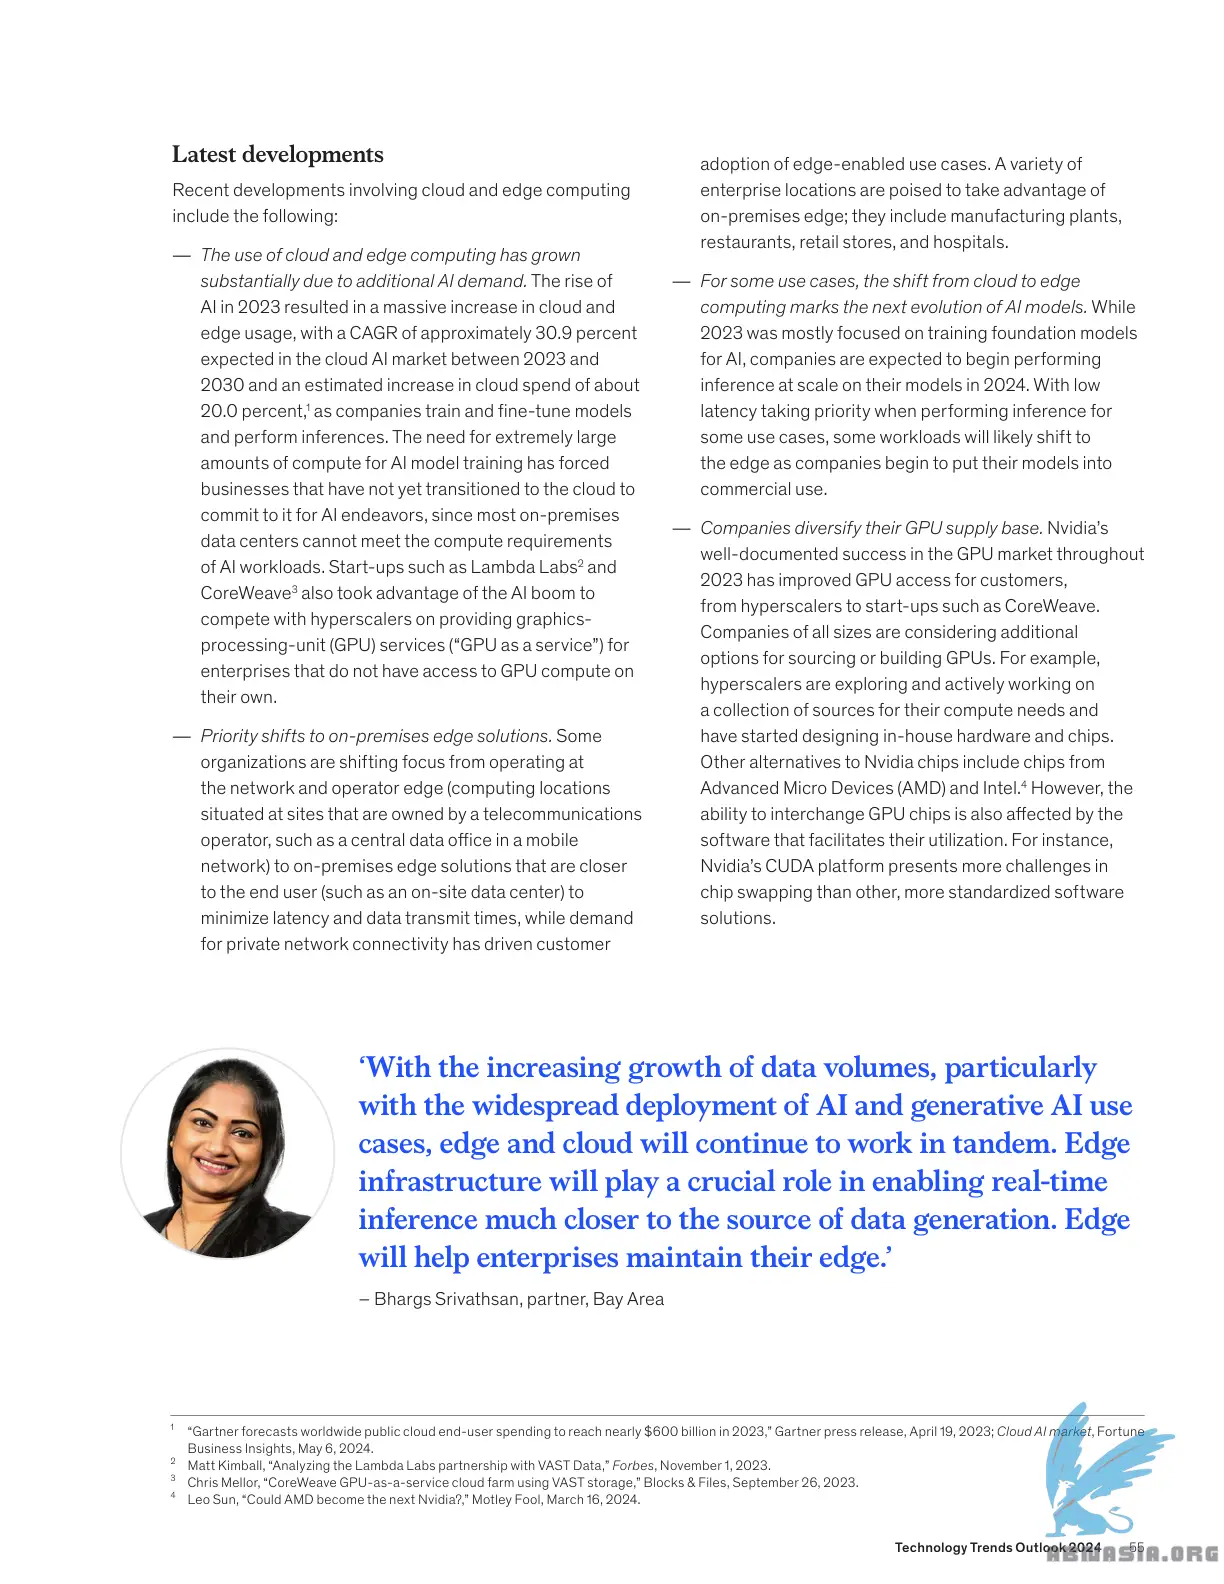 Latest developments
Recent developments involving cloud and edge computing
include the following:
— The use of cloud and edge computing has grown
substantially due to additional AI demand. The rise of
AI in 2023 resulted in a massive increase in cloud and
edge usage, with a CAGR of approximately 30.9 percent
expected in the cloud AI market between 2023 and
2030 and an estimated increase in cloud spend of about
20.0 percent,¹ as companies train and fine-tune models
and perform inferences. The need for extremely large
amounts of compute for AI model training has forced
businesses that have not yet transitioned to the cloud to
commit to it for AI endeavors, since most on-premises
data centers cannot meet the compute requirements
of AI workloads. Start-ups such as Lambda Labs² and
CoreWeave³ also took advantage of the AI boom to
compete with hyperscalers on providing graphics-
processing-unit (GPU) services (“GPU as a service”) for
enterprises that do not have access to GPU compute on
their own.
— Priority shifts to on-premises edge solutions. Some
organizations are shifting focus from operating at
the network and operator edge (computing locations
situated at sites that are owned by a telecommunications
operator, such as a central data office in a mobile
network) to on-premises edge solutions that are closer
to the end user (such as an on-site data center) to
minimize latency and data transmit times, while demand
for private network connectivity has driven customer
adoption of edge-enabled use cases. A variety of
enterprise locations are poised to take advantage of
on-premises edge; they include manufacturing plants,
restaurants, retail stores, and hospitals.
— For some use cases, the shift from cloud to edge
computing marks the next evolution of AI models. While
2023 was mostly focused on training foundation models
for AI, companies are expected to begin performing
inference at scale on their models in 2024. With low
latency taking priority when performing inference for
some use cases, some workloads will likely shift to
the edge as companies begin to put their models into
commercial use.
— Companies diversify their GPU supply base. Nvidia’s
well-documented success in the GPU market throughout
2023 has improved GPU access for customers,
from hyperscalers to start-ups such as CoreWeave.
Companies of all sizes are considering additional
options for sourcing or building GPUs. For example,
hyperscalers are exploring and actively working on
a collection of sources for their compute needs and
have started designing in-house hardware and chips.
Other alternatives to Nvidia chips include chips from
Advanced Micro Devices (AMD) and Intel.⁴ However, the
ability to interchange GPU chips is also affected by the
software that facilitates their utilization. For instance,
Nvidia’s CUDA platform presents more challenges in
chip swapping than other, more standardized software
solutions.
‘With the increasing growth of data volumes, particularly
with the widespread deployment of AI and generative AI use
cases, edge and cloud will continue to work in tandem. Edge
infrastructure will play a crucial role in enabling real-time
inference much closer to the source of data generation. Edge
will help enterprises maintain their edge.’
– Bhargs Srivathsan, partner, Bay Area
¹ “Gartner forecasts worldwide public cloud end-user spending to reach nearly $600 billion in 2023,” Gartner press release, April 19, 2023; Cloud AI market, Fortune
Business Insights, May 6, 2024.
² Matt Kimball, “Analyzing the Lambda Labs partnership with VAST Data,” Forbes, November 1, 2023.
³ Chris Mellor, “CoreWeave GPU-as-a-service cloud farm using VAST storage,” Blocks & Files, September 26, 2023.
⁴ Leo Sun, “Could AMD become the next Nvidia?,” Motley Fool, March 16, 2024.
Technology Trends Outlook 2024 55
ABNASIA.ORG